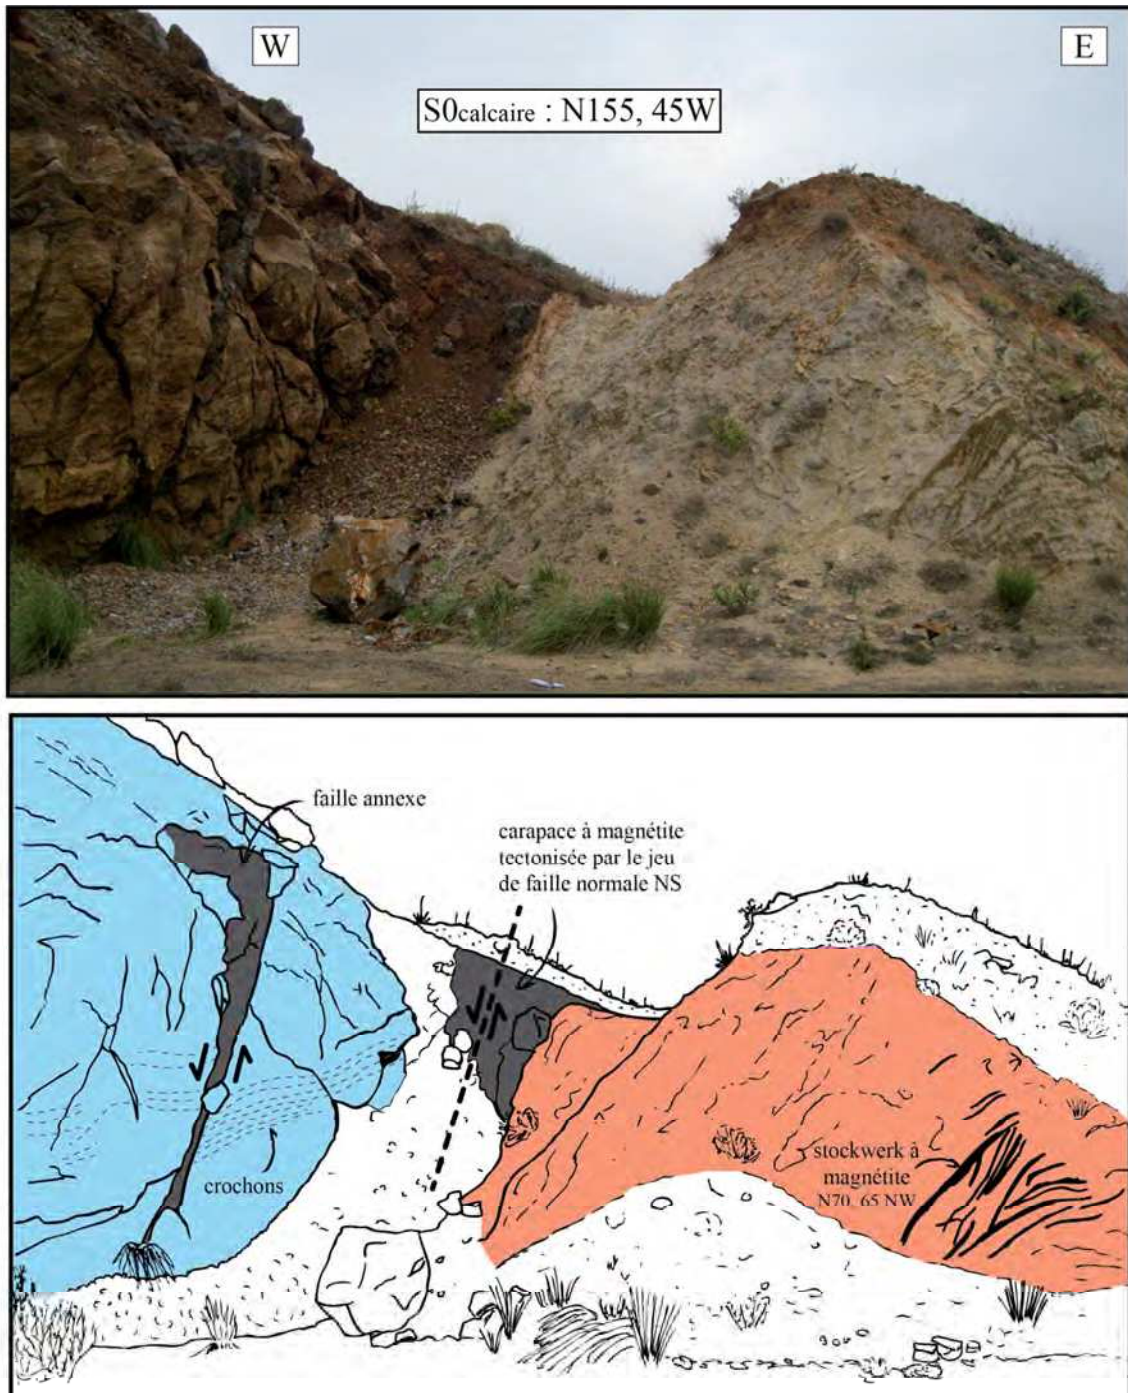 W
E
S0calcaire : N155, 45W
faille annexe
carapace à magnétite
tectonisée par le jeu
de faille normale NS
crochons
stockwerk à
magnétite
N70, 65 NW